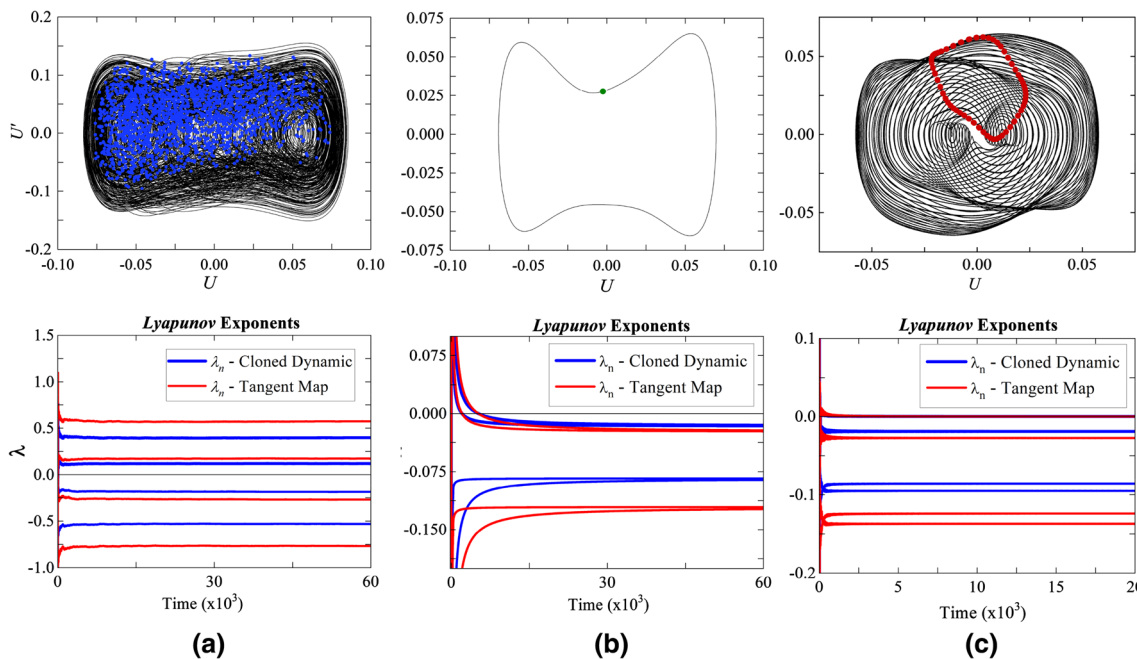 0.2
0.1
0.0
-0.1
-0.2
U'
-0.10
-0.05
0.00
0.05
0.10
U
0.075
0.050
0.025
0.000
-0.025
-0.050
-0.075
-0.10
-0.05
0.00
0.05
0.10
U
0.05
0.00
-0.05
-0.05
0.00
0.05
U
Lyapunov Exponents
λn - Cloned Dynamic
λn - Tangent Map
1.5
1.0
0.5
0.0
-0.5
-1.0
λ
0
30
60
Time (x10³)
(a)
Lyapunov Exponents
λn - Cloned Dynamic
λn - Tangent Map
0.075
0.000
-0.075
-0.150
0
30
60
Time (x10³)
(b)
Lyapunov Exponents
λn - Cloned Dynamic
λn - Tangent Map
0.1
0.0
-0.1
-0.2
0
5
10
15
20
Time (x10³)
(c)